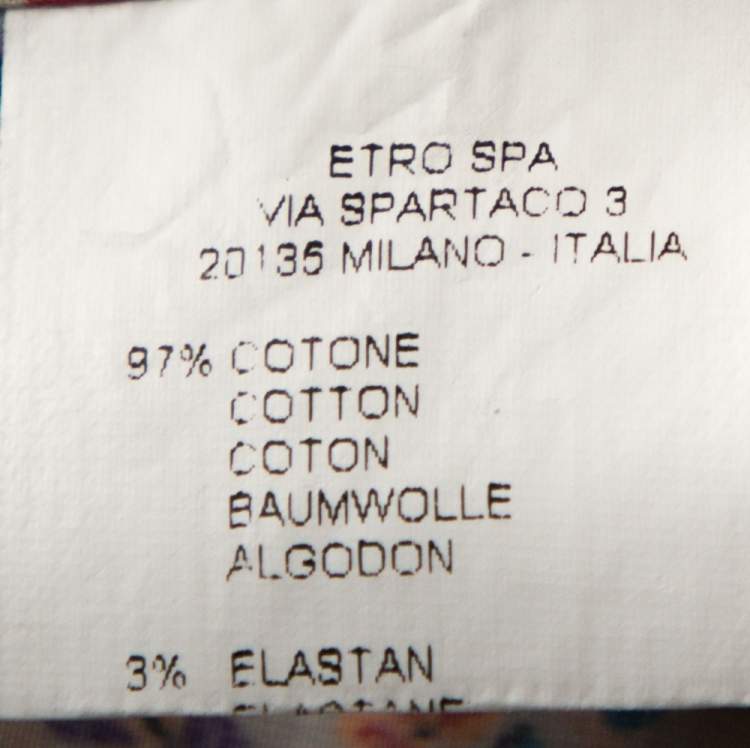 ETRO SPA
VIA SPARTACO 3
20135 MILANO - ITALIA
97% COTONE
COTTON
COTON
BAUMWOLLE
ALGODON
3% ELASTAN